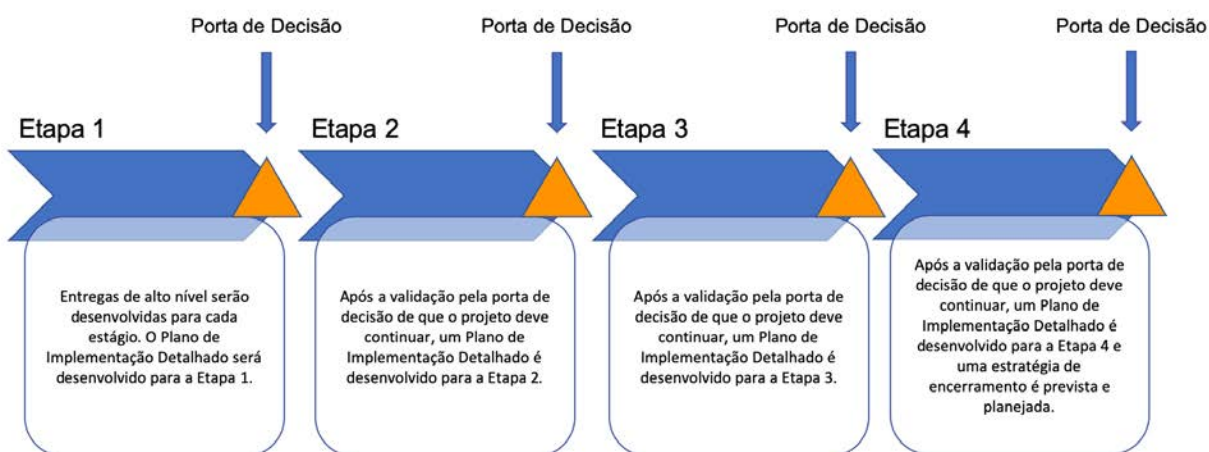 Porta de Decisão
Porta de Decisão
Porta de Decisão
Porta de Decisão
Etapa 1
Etapa 2
Etapa 3
Etapa 4
Entregas de alto nível serão
desenvolvidas para cada
estágio. O Plano de
Implementação Detalhado será
desenvolvido para a Etapa 1.
Após a validação pela porta de
decisão de que o projeto deve
continuar, um Plano de
Implementação Detalhado é
desenvolvido para a Etapa 2.
Após a validação pela porta de
decisão de que o projeto deve
continuar, um Plano de
Implementação Detalhado é
desenvolvido para a Etapa 3.
Após a validação pela porta de
decisão de que o projeto deve
continuar, um Plano de
Implementação Detalhado é
desenvolvido para a Etapa 4 e
uma estratégia de
encerramento é prevista e
planejada.